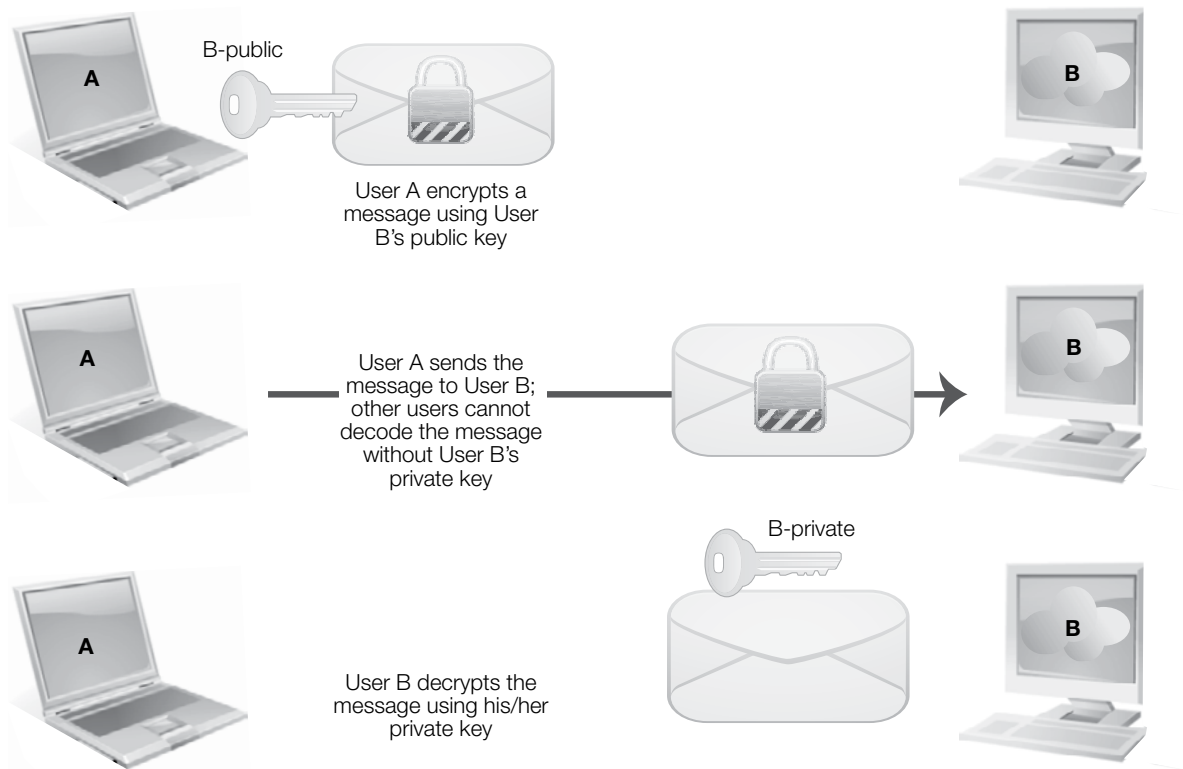 A
B-public
B
User A encrypts a
message using User
B's public key
A
User A sends the
message to User B;
other users cannot
decode the message
without User B's
private key
B
B-private
A
User B decrypts the
message using his/her
private key
B